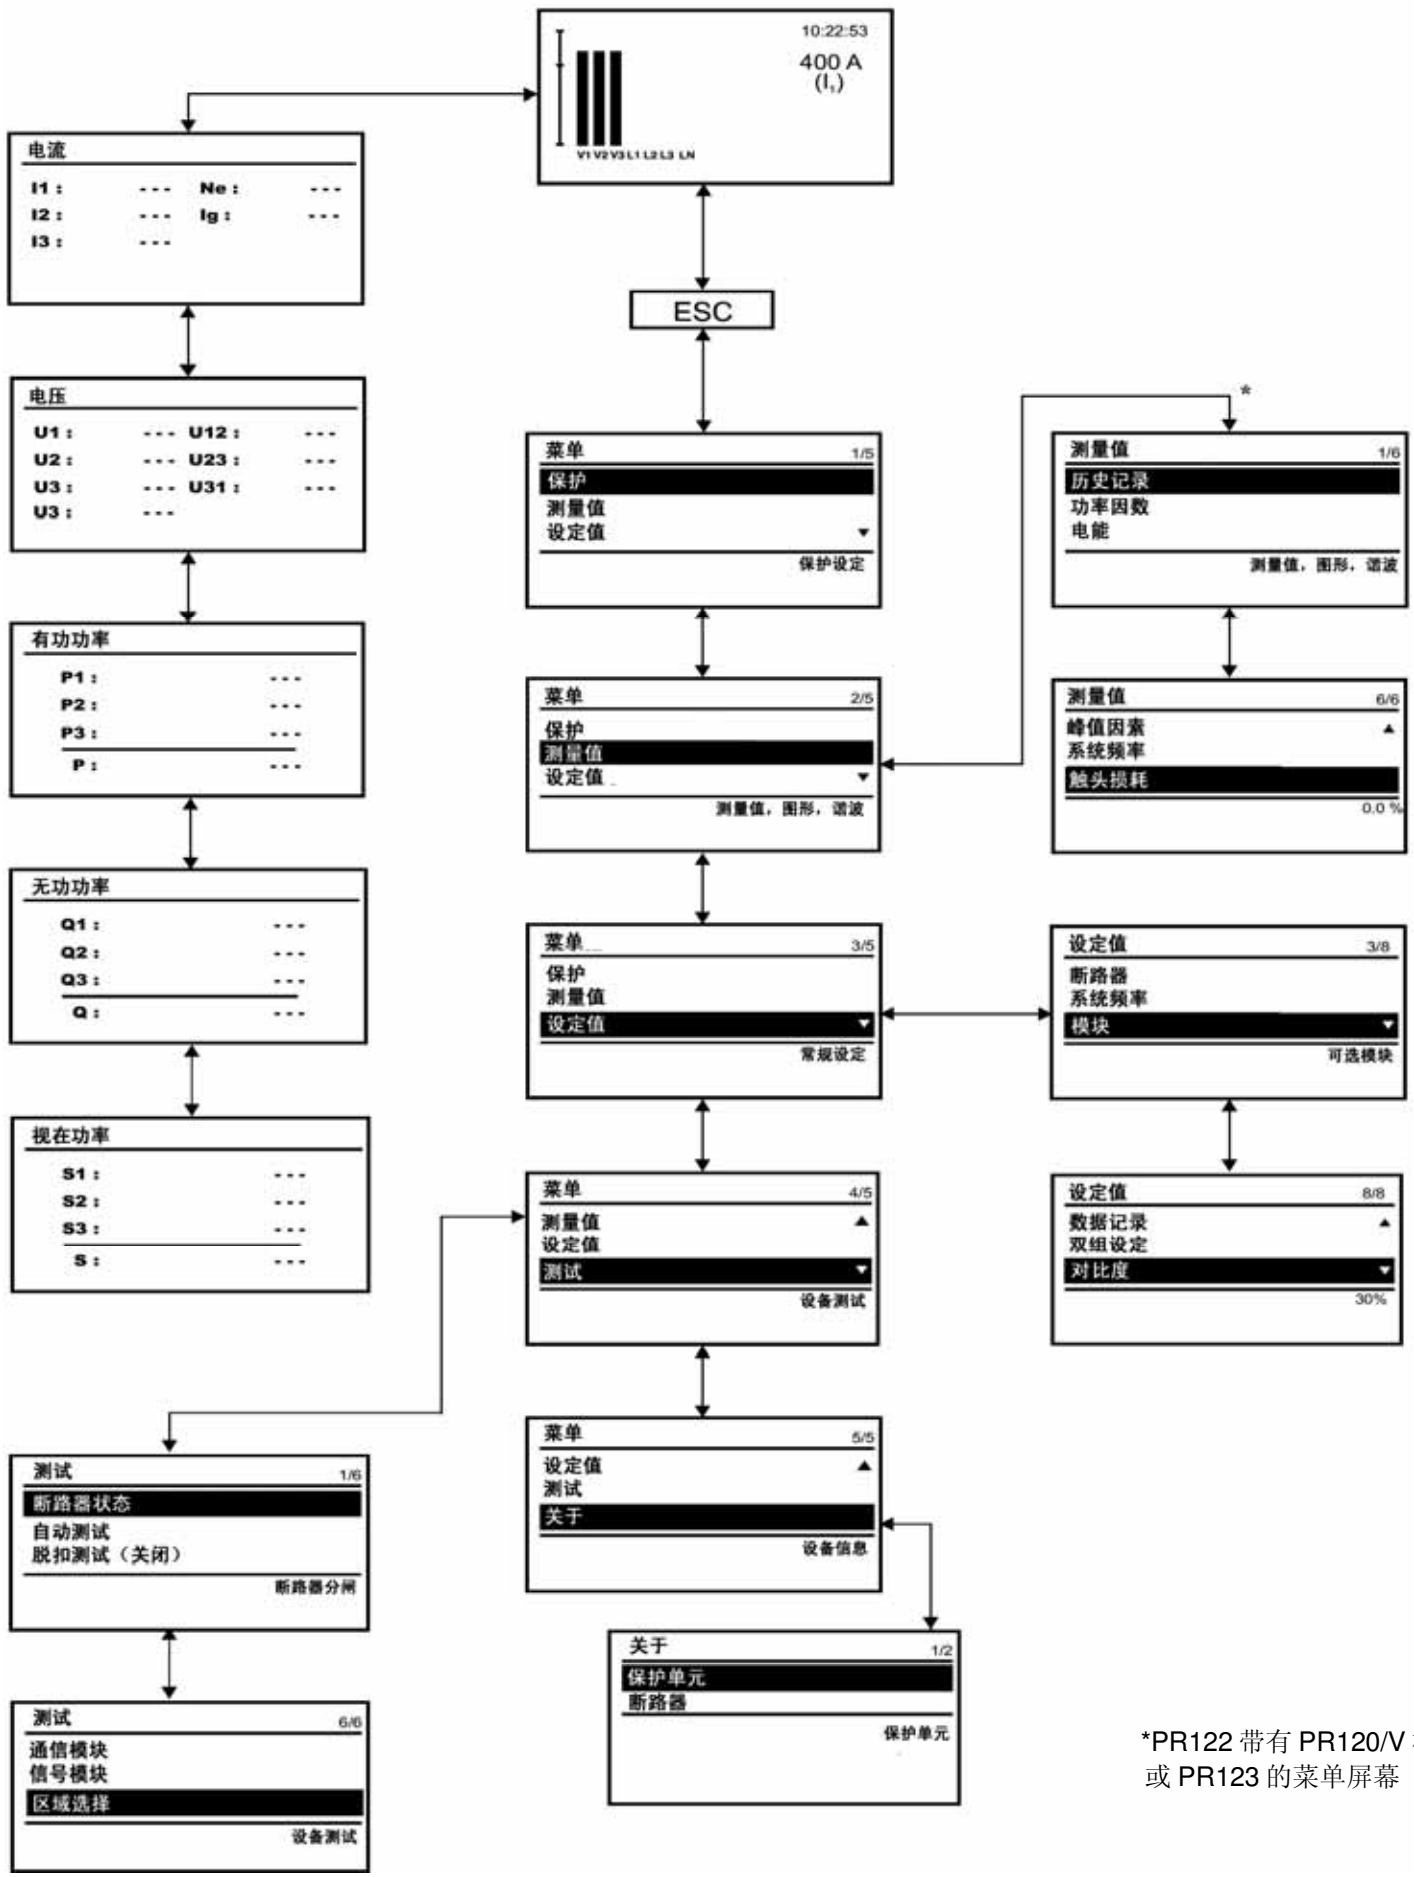 10:22:53
400 A
(I₁)
V1 V2 V3 L1 L2 L3 LN
电流
I1 : --- Ne : ---
I2 : --- Ig : ---
I3 : ---
ESC
电压
U1 : --- U12 : ---
U2 : --- U23 : ---
U3 : --- U31 : ---
U3 : ---
有功功率
P1 : ---
P2 : ---
P3 : ---
P : ---
无功功率
Q1 : ---
Q2 : ---
Q3 : ---
Q : ---
视在功率
S1 : ---
S2 : ---
S3 : ---
S : ---
菜单 1/5
保护
测量值
设定值
保护设定
*
测量值 1/6
历史记录
功率因数
电能
测量值，图形，谐波
菜单 2/5
保护
测量值
设定值
测量值，图形，谐波
测量值 6/6
峰值因素
系统频率
触头损耗
0.0 %
菜单 3/5
保护
测量值
设定值
常规设定
设定值 3/8
断路器
系统频率
模块
可选模块
菜单 4/5
测量值
设定值
测试
设备测试
设定值 8/8
数据记录
双组设定
对比度
30%
菜单 5/5
设定值
测试
关于
设备信息
测试 1/6
断路器状态
自动测试
脱扣测试（关闭）
断路器分闸
关于 1/2
保护单元
断路器
保护单元
测试 6/6
通信模块
信号模块
区域选择
设备测试
*PR122 带有 PR120/V
或 PR123 的菜单屏幕